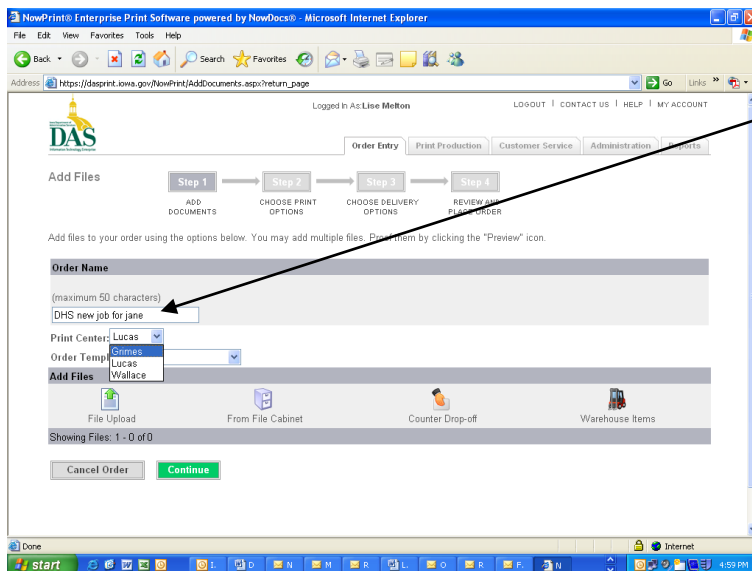 NowPrint® Enterprise Print Software powered by NowDocs® - Microsoft Internet Explorer
File Edit View Favorites Tools Help
Back Search Favorites
Address https://dasprint.iowa.gov/NowPrint/AddDocuments.aspx?return_page Go Links »
Logged In As:Lise Melton LOGOUT | CONTACT US | HELP | MY ACCOUNT
DAS
Order Entry Print Production Customer Service Administration Reports
Add Files
Step 1 Step 2 Step 3 Step 4
ADD DOCUMENTS
CHOOSE PRINT OPTIONS
CHOOSE DELIVERY OPTIONS
REVIEW AND PLACE ORDER
Add files to your order using the options below. You may add multiple files. Proof them by clicking the "Preview" icon.
Order Name
(maximum 50 characters)
DHS new job for jane
Print Center: Lucas
Grimes
Order Templ
Lucas
Wallace
Add Files
File Upload From File Cabinet Counter Drop-off Warehouse Items
Showing Files: 1 - 0 of 0
Cancel Order Continue
Done Internet
start I. D N M R L. O R F. N 4:59 PM